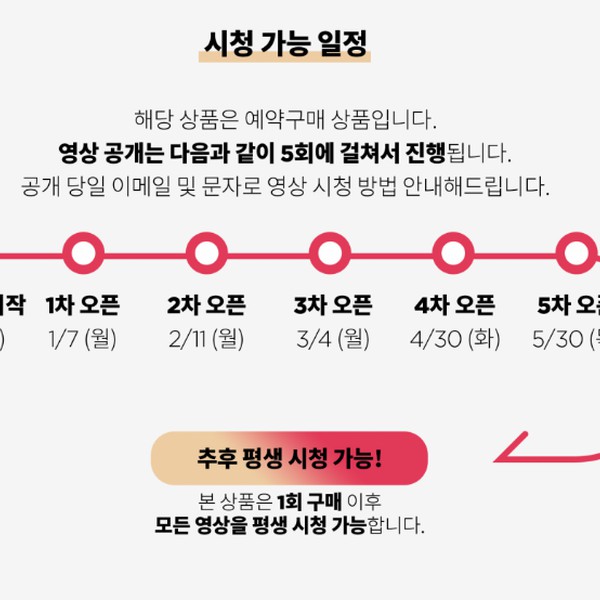 시청 가능 일정
해당 상품은 예약구매 상품입니다.
영상 공개는 다음과 같이 5회에 걸쳐서 진행됩니다.
공개 당일 이메일 및 문자로 영상 시청 방법 안내해드립니다.
1차 오픈 2차 오픈 3차 오픈 4차 오픈 5차
1/7 (월) 2/11 (월) 3/4 (월) 4/30 (화) 5/30
추후 평생 시청 가능!
본 상품은 1회 구매 이후
모든 영상을 평생 시청 가능합니다.